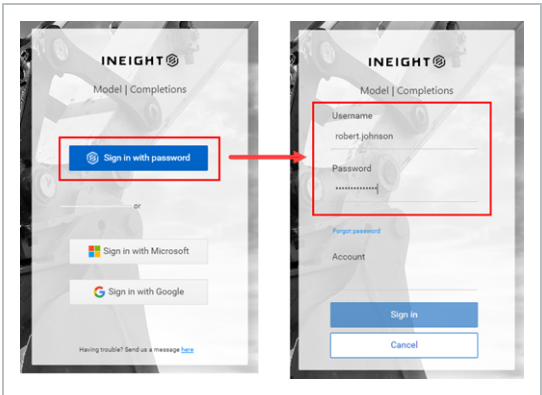 INEIGHT
Model | Completions
Sign in with password
or
Sign in with Microsoft
Sign in with Google
Having trouble? Send us a message here
INEIGHT
Model | Completions
Username
robert.johnson
Password
Forgot password
Account
Sign in
Cancel